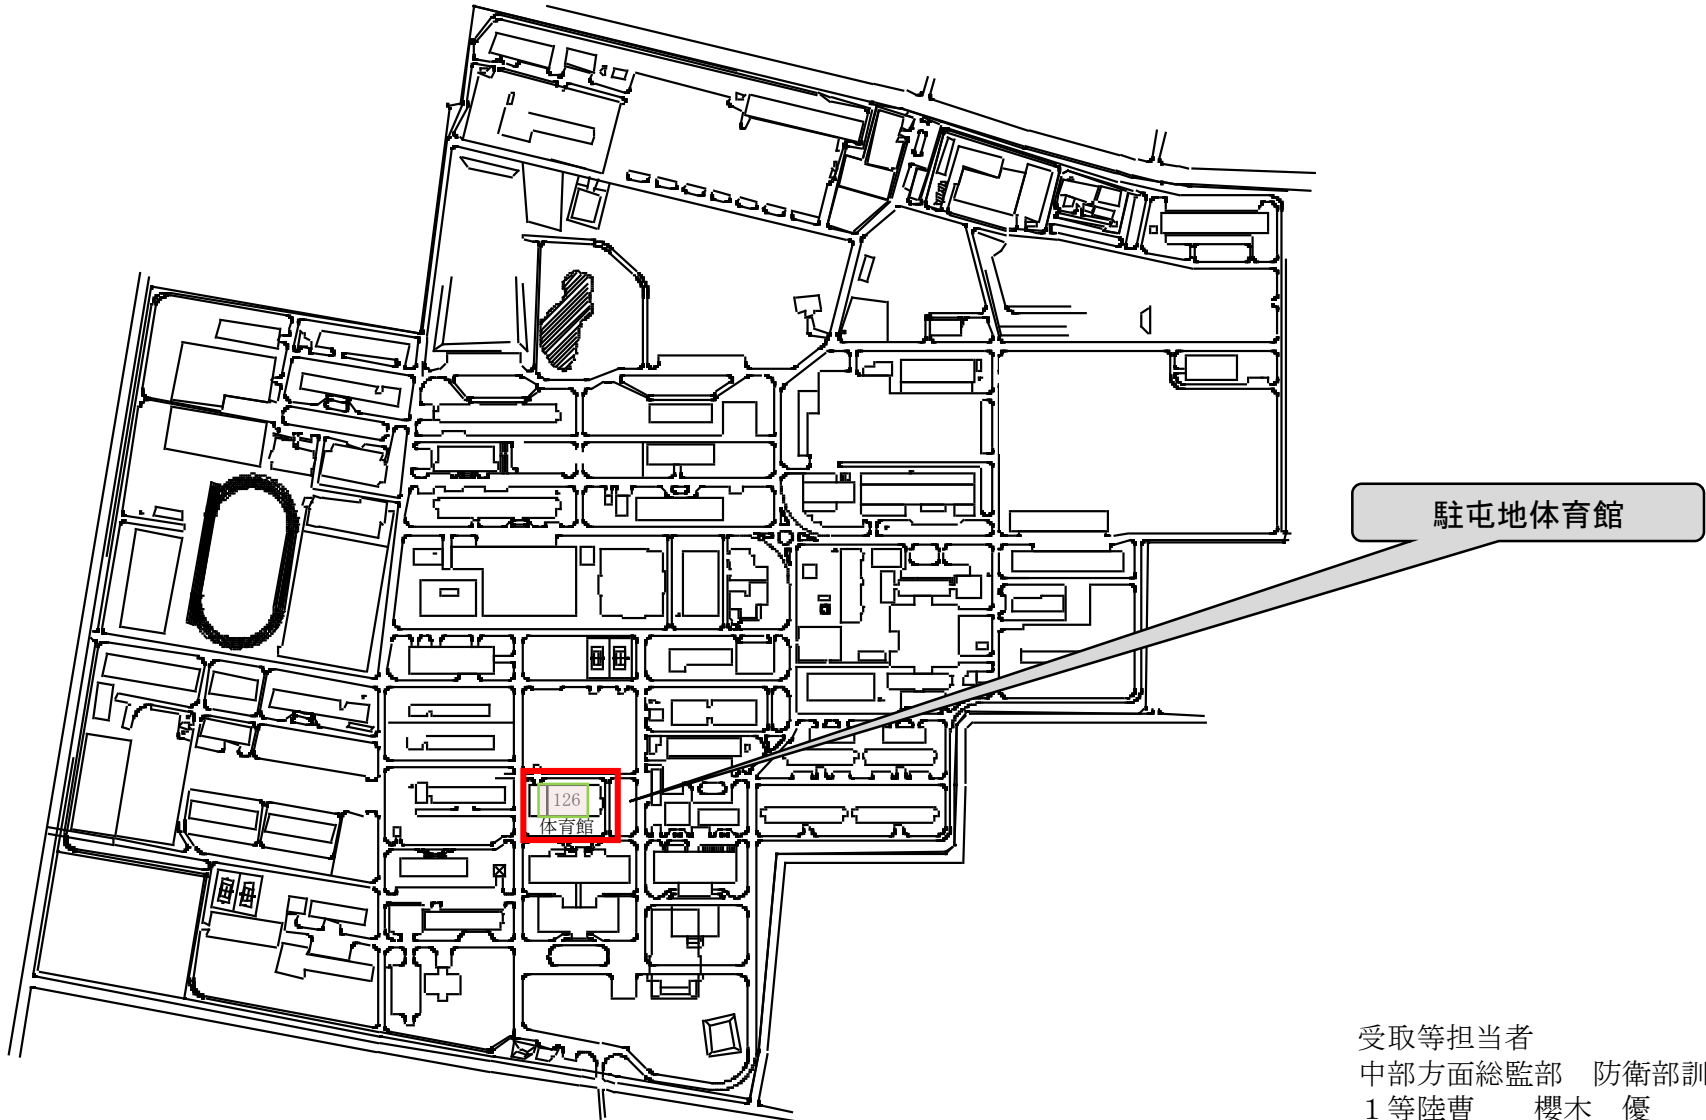 駐屯地体育館
126
体育館
受取等担当者
中部方面総監部　防衛部訓
１等陸曹　　櫻木　優